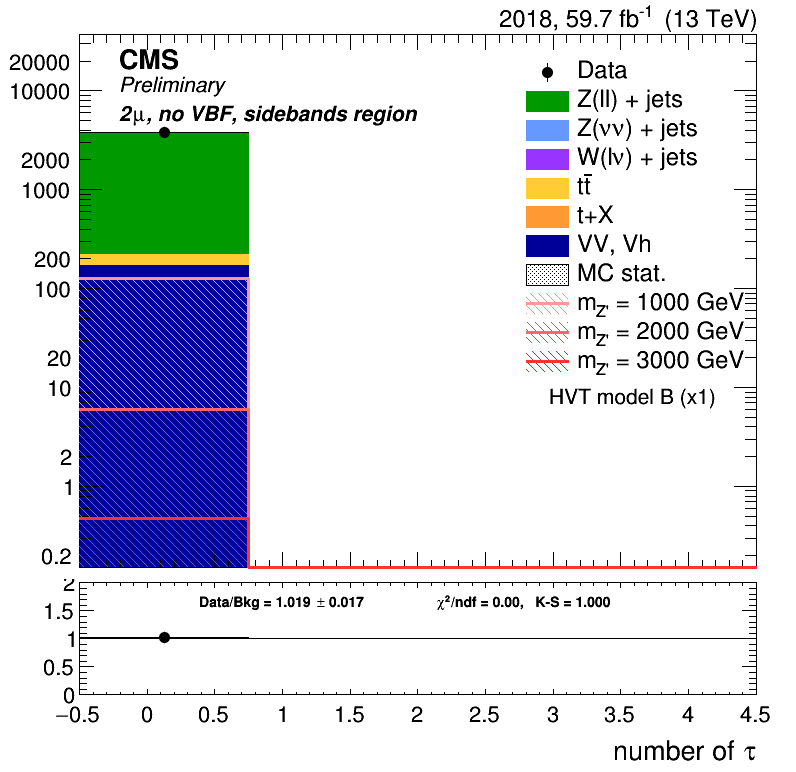 2018, 59.7 fb⁻¹ (13 TeV)
CMS
Preliminary
2μ, no VBF, sidebands region
Data
Z(ll) + jets
Z(νν) + jets
W(lν) + jets
tt̄
t+X
VV, Vh
MC stat.
m_Z' = 1000 GeV
m_Z' = 2000 GeV
m_Z' = 3000 GeV
HVT model B (x1)
20000
10000
2000
1000
200
100
20
10
2
1
0.2
Data/Bkg = 1.019 ± 0.017 χ²/ndf = 0.00, K-S = 1.000
2
1.5
1
0.5
0
−0.5 0 0.5 1 1.5 2 2.5 3 3.5 4 4.5
number of τ